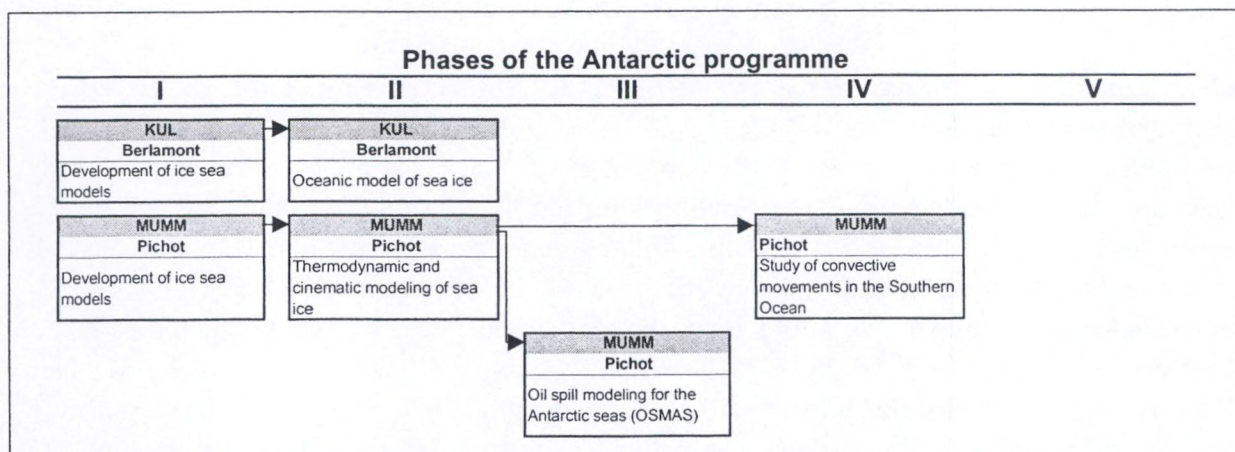 Phases of the Antarctic programme
I II III IV V
KUL
Berlamont
Development of ice sea
models
KUL
Berlamont
Oceanic model of sea ice
MUMM
Pichot
Development of ice sea
models
MUMM
Pichot
Thermodynamic and
cinematic modeling of sea
ice
MUMM
Pichot
Study of convective
movements in the Southern
Ocean
MUMM
Pichot
Oil spill modeling for the
Antarctic seas (OSMAS)